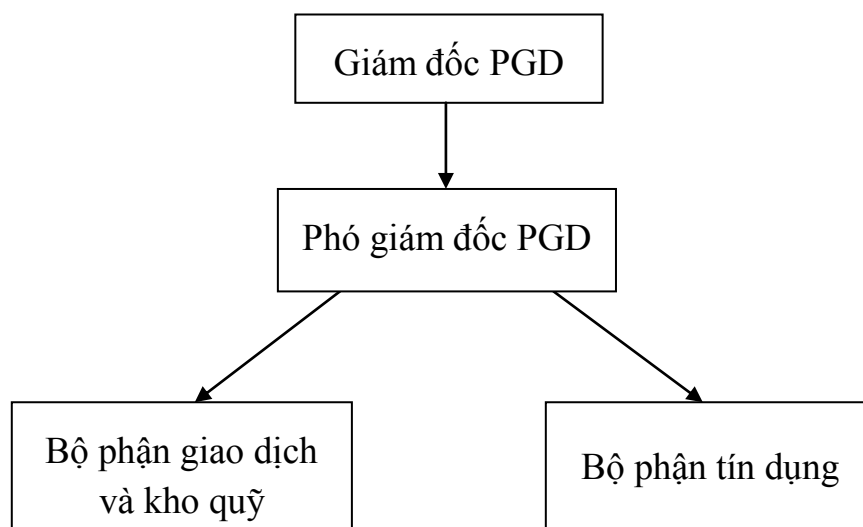 Giám đốc PGD
Phó giám đốc PGD
Bộ phận giao dịch
và kho quỹ
Bộ phận tín dụng